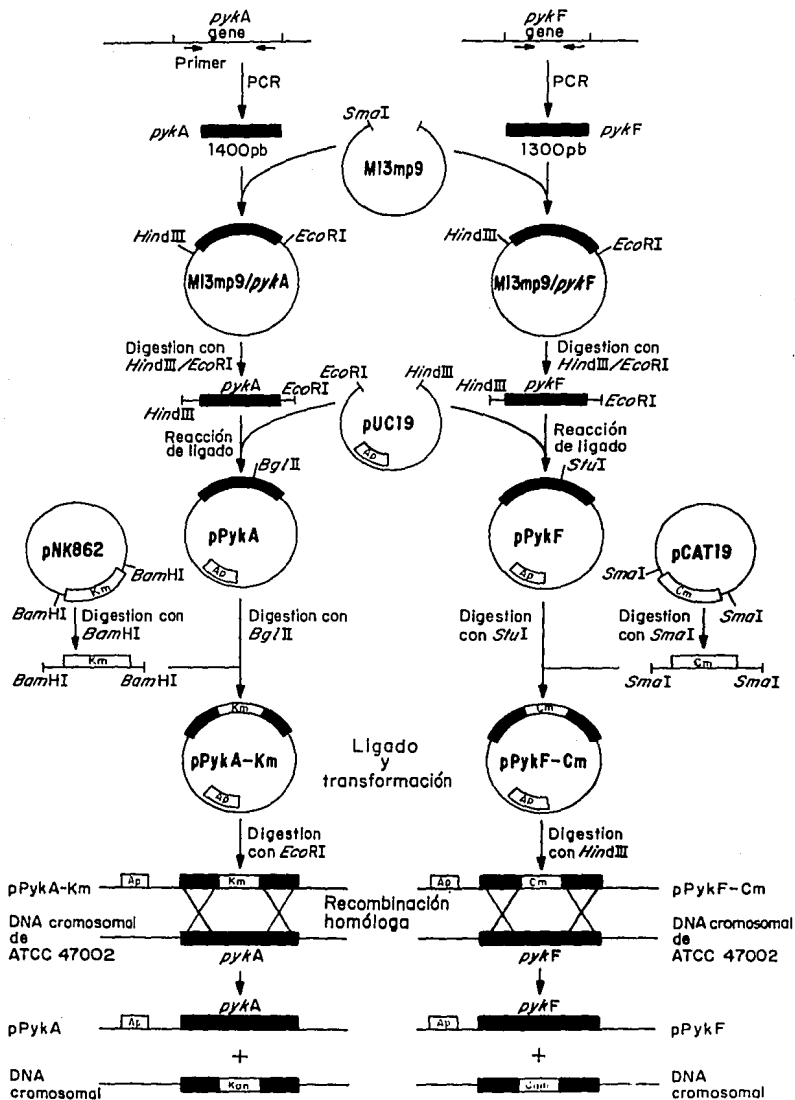 pykA
gene
pykF
gene
Primer
PCR
PCR
SmaI
pykA
1400pb
M13mp9
pykF
1300pb
HindIII
EcoRI
M13mp9/pykA
HindIII
EcoRI
M13mp9/pykF
Digestion con
HindIII/EcoRI
Digestion con
HindIII/EcoRI
pykA
EcoRI
HindIII
EcoRI
HindIII
pUC19
Ap
HindIII
pykF
EcoRI
Reacción
de ligado
Reacción
de ligado
BglII
pPykA
Ap
StuI
pPykF
Ap
pNK862
Km
BamHI
BamHI
pCAT19
Cm
SmaI
SmaI
Digestion con
BamHI
Digestion con
BglII
Digestion
con StuI
Digestion
con SmaI
Km
BamHI
BamHI
Cm
SmaI
SmaI
Km
pPykA-Km
Ap
Ligado
y
transformación
Cm
pPykF-Cm
Ap
Digestion
con EcoRI
Digestion
con HindIII
pPykA-Km
Ap
Km
Ap
Cm
pPykF-Cm
Recombinación
homóloga
DNA cromosomal
de
ATCC 47002
pykA
pykF
DNA cromosomal
de
ATCC 47002
pPykA
Ap
pykA
Ap
pykF
pPykF
+
+
DNA
cromosomal
Kan
DNA
cromosomal